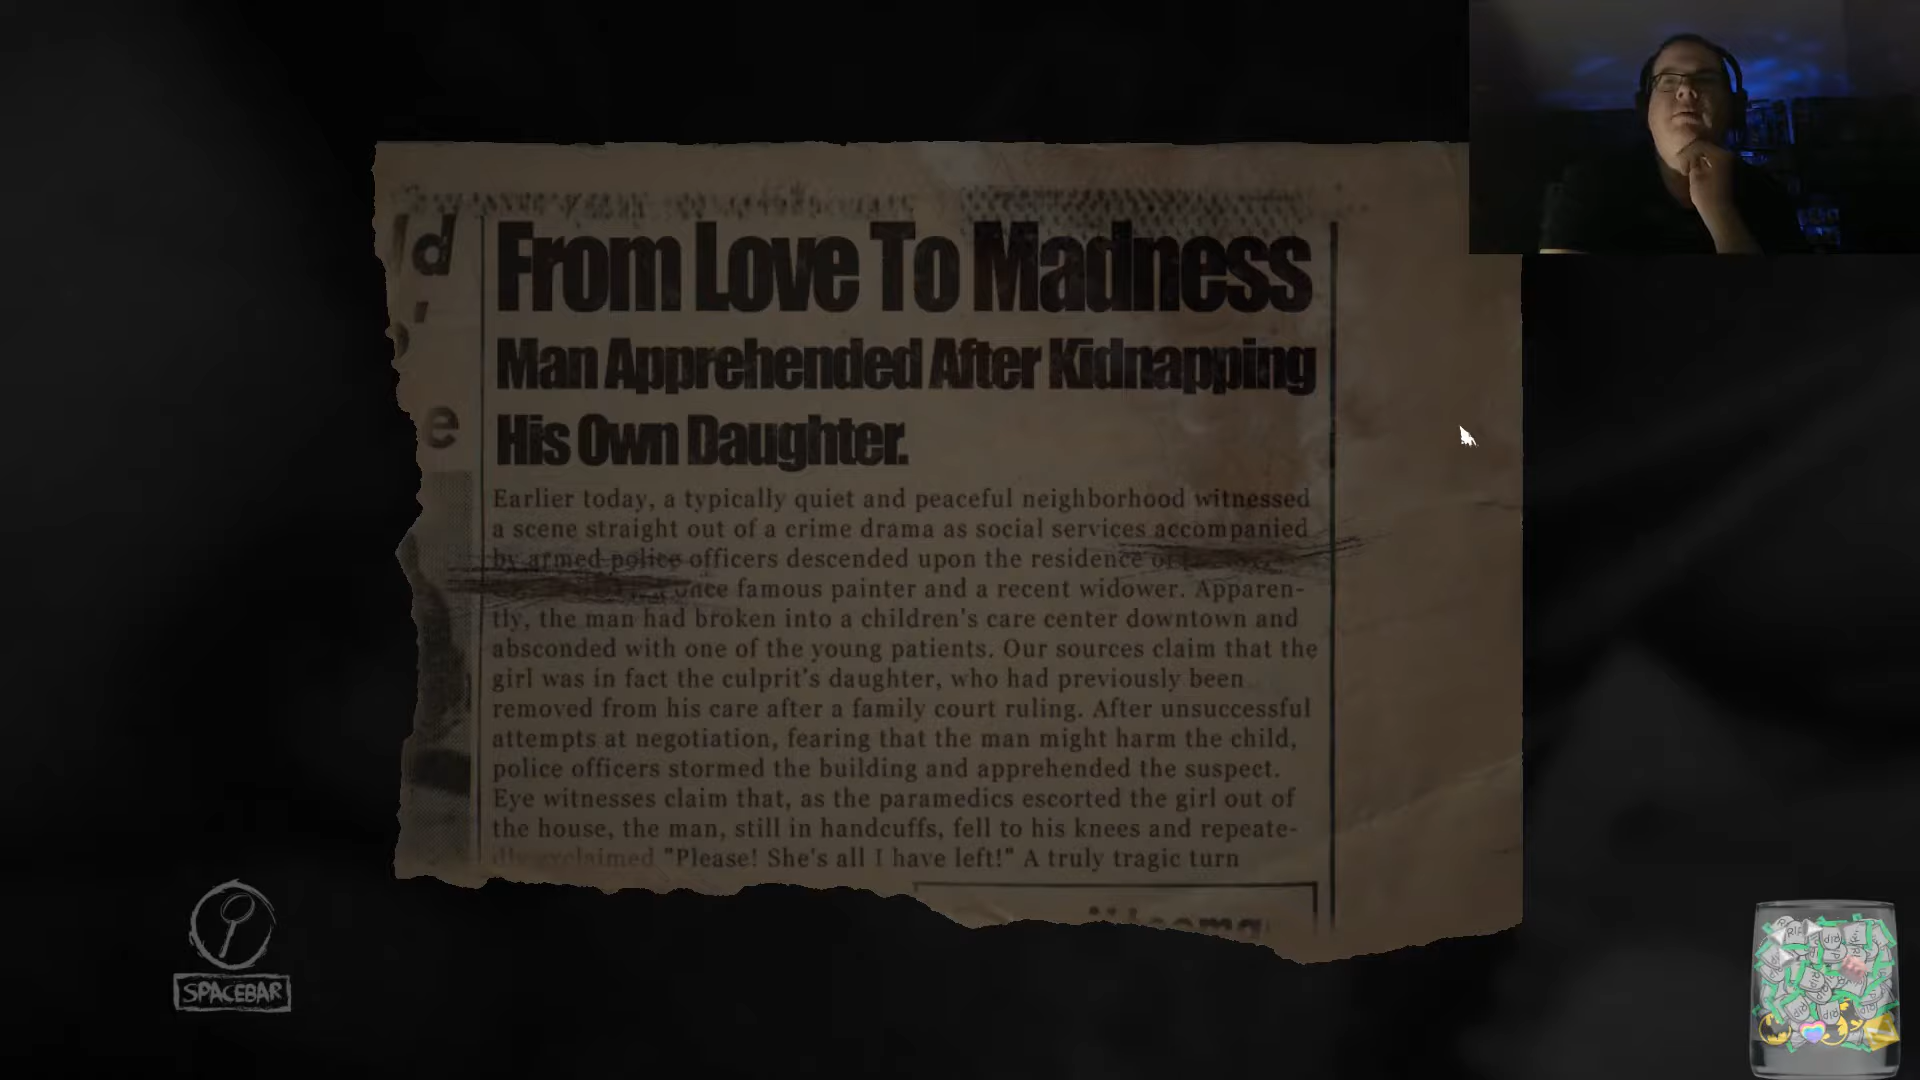 ld
e
From Love To Madness
Man Apprehended After Kidnapping
His Own Daughter.
Earlier today, a typically quiet and peaceful neighborhood witnessed
a scene straight out of a crime drama as social services accompanied
by armed police officers descended upon the residence of
once famous painter and a recent widower. Apparen-
tly, the man had broken into a children's care center downtown and
absconded with one of the young patients. Our sources claim that the
girl was in fact the culprit's daughter, who had previously been
removed from his care after a family court ruling. After unsuccessful
attempts at negotiation, fearing that the man might harm the child,
police officers stormed the building and apprehended the suspect.
Eye witnesses claim that, as the paramedics escorted the girl out of
the house, the man, still in handcuffs, fell to his knees and repeate-
dly exclaimed "Please! She's all I have left!" A truly tragic turn
SPACEBAR
RIP